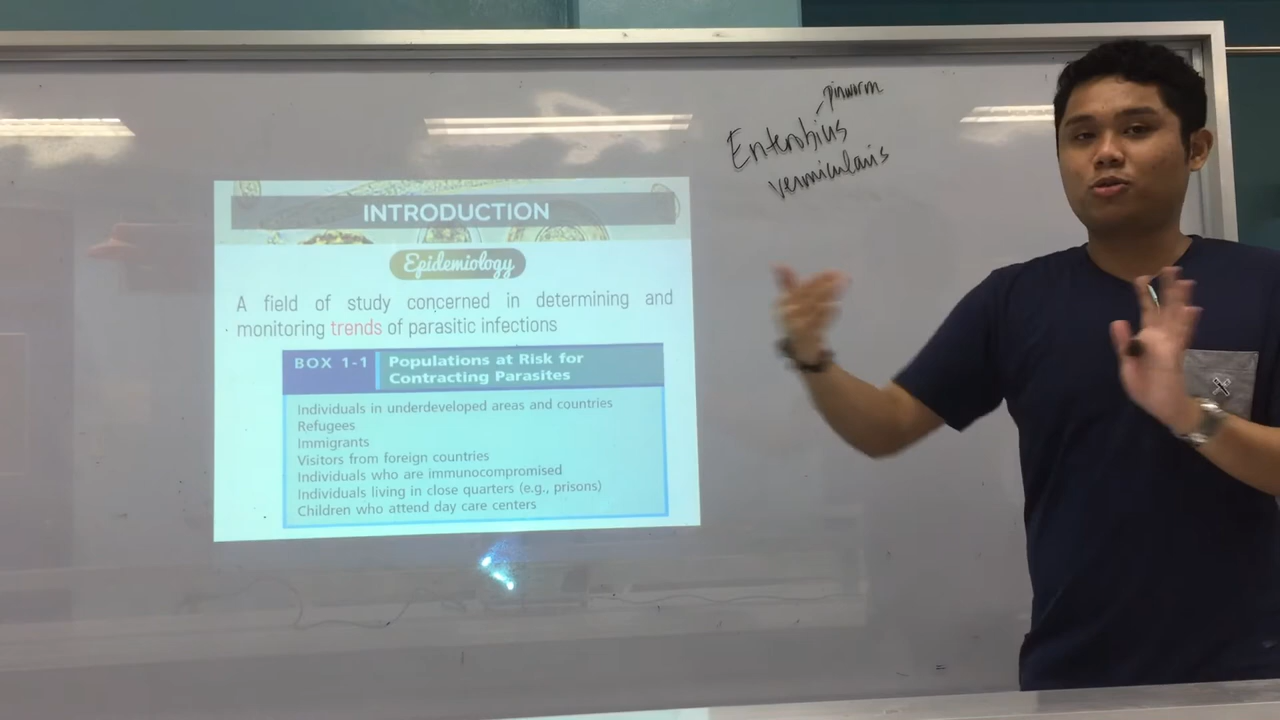 INTRODUCTION
Epidemiology
A field of study concerned in determining and
monitoring trends of parasitic infections
BOX 1-1 Populations at Risk for
Contracting Parasites
Individuals in underdeveloped areas and countries
Refugees
Immigrants
Visitors from foreign countries
Individuals who are immunocompromised
Individuals living in close quarters (e.g., prisons)
Children who attend day care centers
pinworm
Enterobius
vermicularis